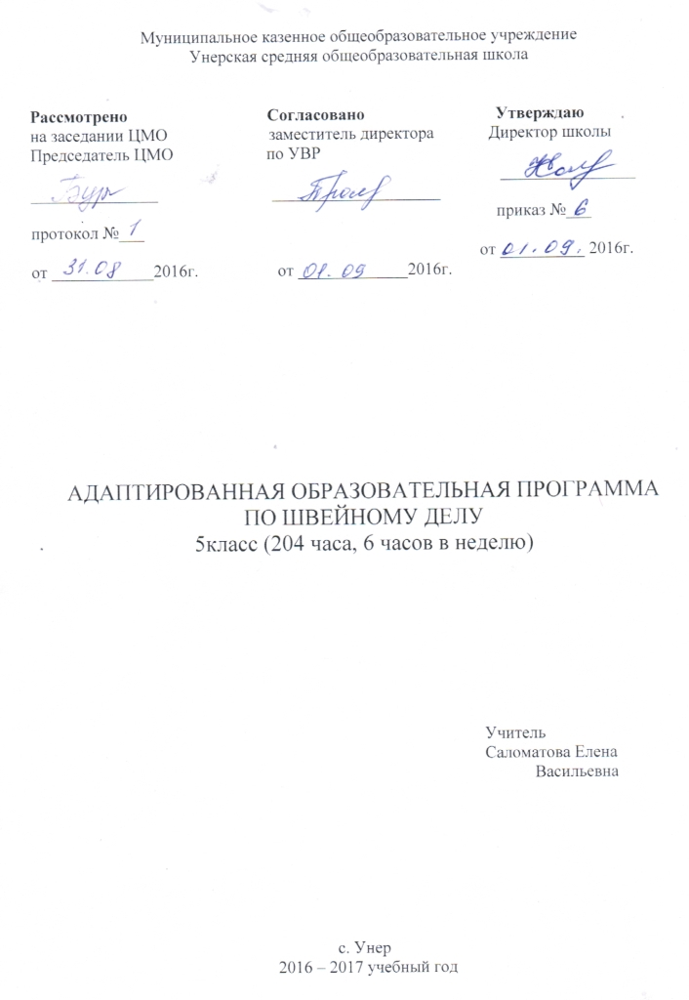 Муниципальное казенное общеобразовательное учреждение
Унерская средняя общеобразовательная школа
Рассмотрено
на заседании ЦМО
Председатель ЦМО
протокол № 1
от 31.08 2016г.
Согласовано
заместитель директора
по УВР
от 01.09 2016г.
Утверждаю
Директор школы
приказ № 6
от 01.09. 2016г.
АДАПТИРОВАННАЯ ОБРАЗОВАТЕЛЬНАЯ ПРОГРАММА
ПО ШВЕЙНОМУ ДЕЛУ
5класс (204 часа, 6 часов в неделю)
Учитель
Саломатова Елена
Васильевна
с. Унер
2016 – 2017 учебный год